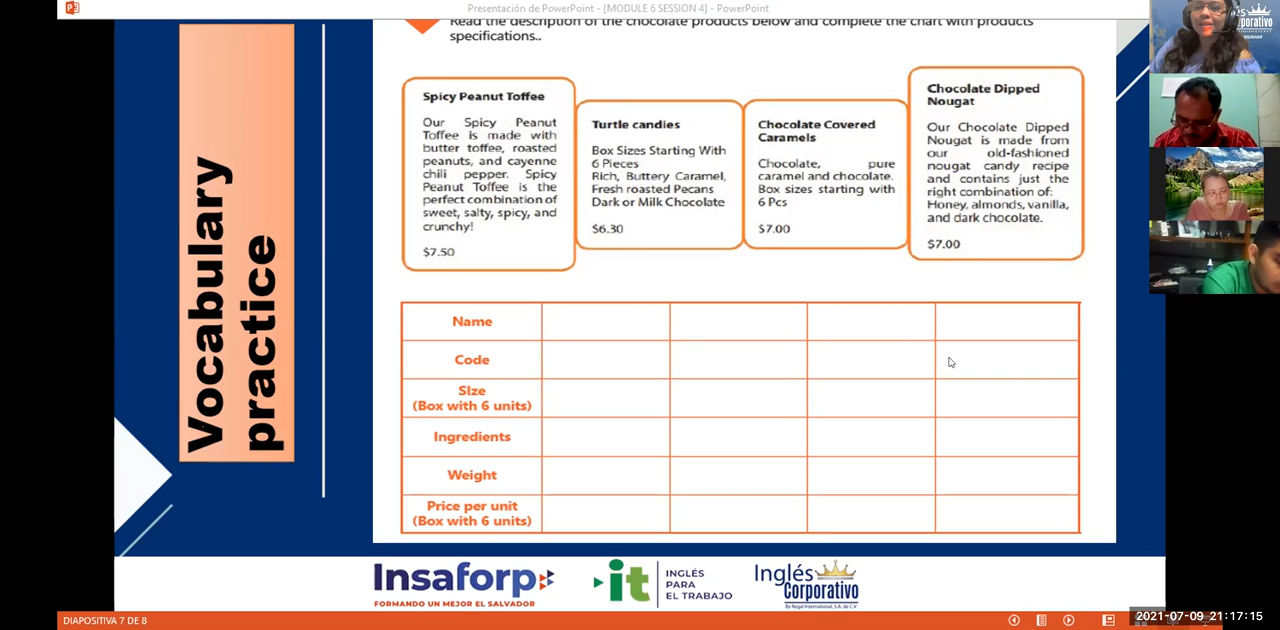 Presentación de PowerPoint - [MODULE 6 SESSION 4] - PowerPoint
Read the description of the chocolate products below and complete the chart with products
specifications..
Vocabulary
practice
Spicy Peanut Toffee
Our Spicy Peanut
Toffee is made with
butter toffee, roasted
peanuts, and cayenne
chili pepper. Spicy
Peanut Toffee is the
perfect combination of
sweet, salty, spicy, and
crunchy!
$7.50
Turtle candies
Box Sizes Starting With
6 Pieces
Rich, Buttery Caramel,
Fresh roasted Pecans
Dark or Milk Chocolate
$6.30
Chocolate Covered
Caramels
Chocolate, pure
caramel and chocolate.
Box sizes starting with
6 Pcs
$7.00
Chocolate Dipped
Nougat
Our Chocolate Dipped
Nougat is made from
our old-fashioned
nougat candy recipe
and contains just the
right combination of:
Honey, almonds, vanilla,
and dark chocolate.
$7.00
Name
Code
SIze
(Box with 6 units)
Ingredients
Weight
Price per unit
(Box with 6 units)
Insaforp
FORMANDO UN MEJOR EL SALVADOR
it
INGLÉS
PARA
EL TRABAJO
Inglés
Corporativo
By Regal International, S.A. de C.V.
DIAPOSITIVA 7 DE 8
2021-07-09 21:17:15